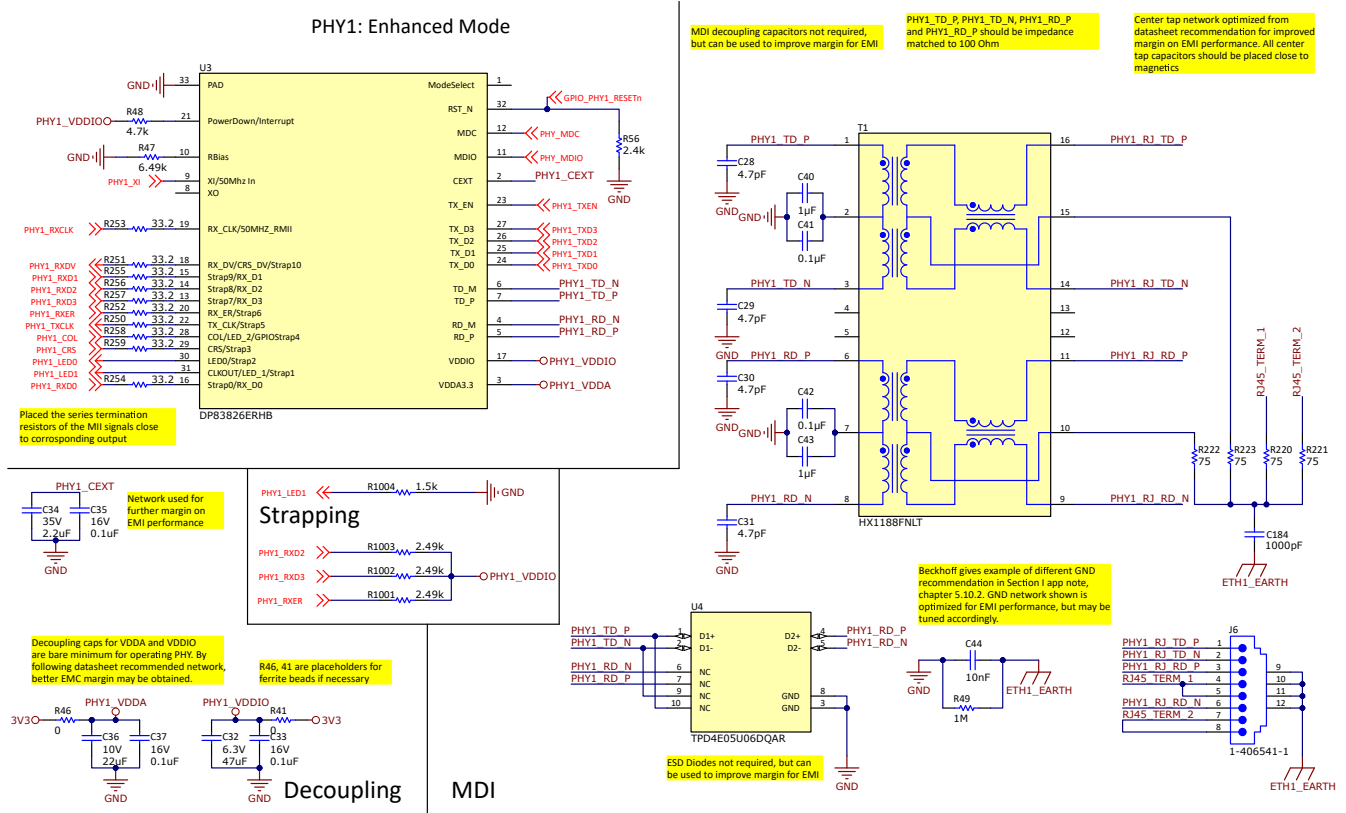 PHY1: Enhanced Mode
U3
GND
33
PAD
ModeSelect
1
PHY1_VDDIO
R48
4.7k
21
PowerDown/Interrupt
RST_N
32
GPIO_PHY1_RESETn
R56
2.4k
GND
GND
R47
6.49k
10
RBias
MDC
12
PHY_MDC
MDIO
11
PHY_MDIO
PHY1_XI
9
XI/50Mhz In
8
XO
CEXT
2
PHY1_CEXT
TX_EN
23
PHY1_TXEN
PHY1_RXCLK
R253
33.2
19
RX_CLK/50MHZ_RMII
TX_D3
27
PHY1_TXD3
TX_D2
26
PHY1_TXD2
TX_D1
25
PHY1_TXD1
TX_D0
24
PHY1_TXD0
PHY1_RXDV
R251
33.2
18
RX_DV/CRS_DV/Strap10
PHY1_RXD1
R255
33.2
15
Strap9/RX_D1
PHY1_RXD2
R256
33.2
14
Strap8/RX_D2
PHY1_RXD3
R257
33.2
13
Strap7/RX_D3
PHY1_RXER
R252
33.2
20
RX_ER/Strap6
PHY1_TXCLK
R250
33.2
22
TX_CLK/Strap5
PHY1_COL
R258
33.2
28
COL/LED_2/GPIOStrap4
PHY1_CRS
R259
33.2
29
CRS/Strap3
PHY1_LED0
30
LED0/Strap2
PHY1_LED1
31
CLKOUT/LED_1/Strap1
PHY1_RXD0
R254
33.2
16
Strap0/RX_D0
TD_M
6
PHY1_TD_N
TD_P
7
PHY1_TD_P
RD_M
4
PHY1_RD_N
RD_P
5
PHY1_RD_P
VDDIO
17
PHY1_VDDIO
VDDA3.3
3
PHY1_VDDA
DP83826ERHB
Placed the series termination
resistors of the MII signals close
to corrosponding output
PHY1_CEXT
C34
35V
2.2uF
C35
16V
0.1uF
GND
Network used for
further margin on
EMI performance
PHY1_LED1
R1004
1.5k
GND
Strapping
PHY1_RXD2
R1003
2.49k
PHY1_RXD3
R1002
2.49k
PHY1_VDDIO
PHY1_RXER
R1001
2.49k
Decoupling caps for VDDA and VDDIO
are bare minimum for operating PHY. By
following datasheet recommended network,
better EMC margin may be obtained.
R46, 41 are placeholders for
ferrite beads if necessary
3V3
R46
0
PHY1_VDDA
C36
10V
22uF
C37
16V
0.1uF
GND
PHY1_VDDIO
R41
0
3V3
C32
6.3V
47uF
C33
16V
0.1uF
GND
Decoupling
MDI
MDI decoupling capacitors not required,
but can be used to improve margin for EMI
PHY1_TD_P, PHY1_TD_N, PHY1_RD_P
and PHY1_RD_P should be impedance
matched to 100 Ohm
Center tap network optimized from
datasheet recommendation for improved
margin on EMI performance. All center
tap capacitors should be placed close to
magnetics
T1
PHY1_TD_P
1
16
PHY1_RJ_TD_P
C28
4.7pF
GND
C40
1µF
GND
2
15
C41
0.1µF
PHY1_TD_N
3
14
PHY1_RJ_TD_N
C29
4.7pF
GND
4
13
5
12
PHY1_RD_P
6
11
PHY1_RJ_RD_P
C30
4.7pF
GND
C42
0.1µF
GND
7
10
C43
1µF
PHY1_RD_N
8
9
PHY1_RJ_RD_N
C31
4.7pF
GND
HX1188FNLT
RJ45_TERM_1
RJ45_TERM_2
R222
75
R223
75
R220
75
R221
75
C184
1000pF
ETH1_EARTH
Beckhoff gives example of different GND
recommendation in Section I app note,
chapter 5.10.2. GND network shown is
optimized for EMI performance, but may be
tuned accordingly.
U4
PHY1_TD_P
1
D1+
D2+
4
PHY1_RD_P
PHY1_TD_N
2
D1-
D2-
5
PHY1_RD_N
PHY1_RD_N
6
NC
PHY1_RD_P
7
NC
9
NC
GND
8
10
NC
GND
3
TPD4E05U06DQAR
GND
ESD Diodes not required, but can
be used to improve margin for EMI
C44
10nF
GND
R49
1M
ETH1_EARTH
J6
PHY1_RJ_TD_P
1
PHY1_RJ_TD_N
2
PHY1_RJ_RD_P
3
9
RJ45_TERM_1
4
10
5
11
PHY1_RJ_RD_N
6
12
RJ45_TERM_2
7
8
1-406541-1
ETH1_EARTH